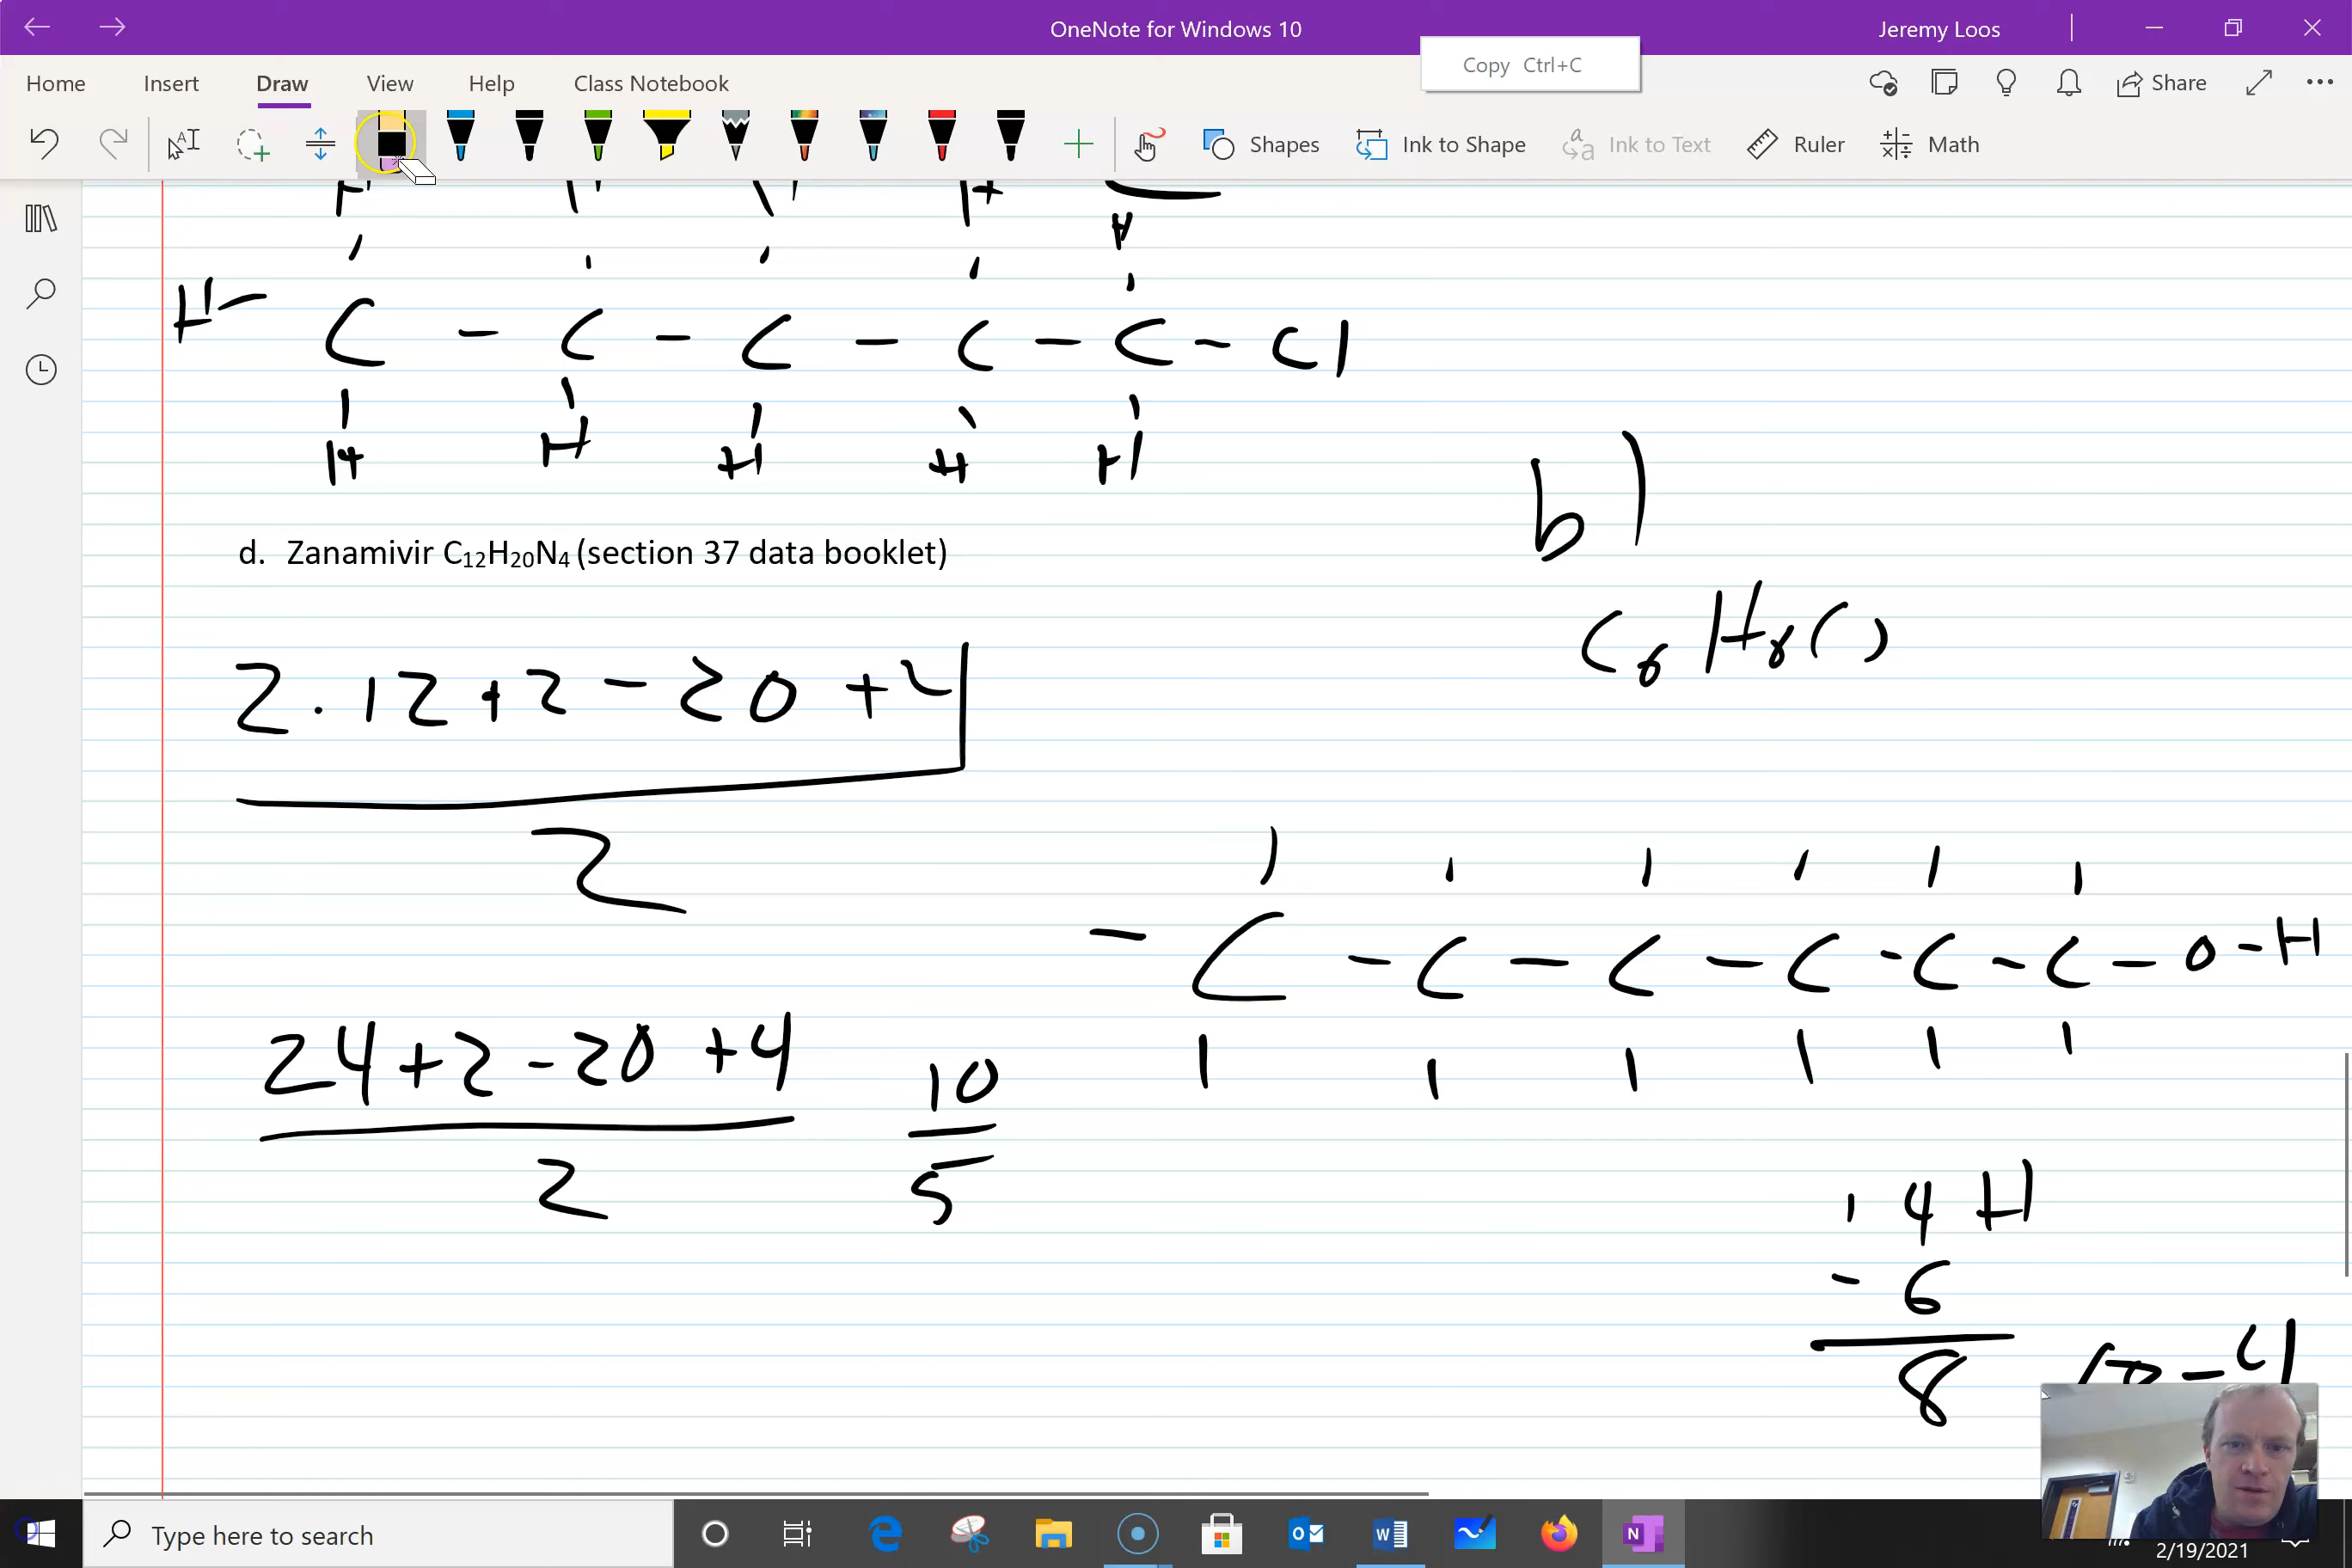 OneNote for Windows 10
Jeremy Loos
Copy Ctrl+C
Home Insert Draw View Help Class Notebook
Share
Shapes Ink to Shape Ink to Text Ruler Math
H H H H
H
H - C - C - C - C - C - Cl
H H H H H
b)
d. Zanamivir C₁₂H₂₀N₄ (section 37 data booklet)
C₆H₈O
2 · 12 + 2 - 20 + 4
2
- C - C - C - C - C - C - O - H
24 + 2 - 20 + 4
2
10
5
14 H
- 6
8
Type here to search
2/19/2021